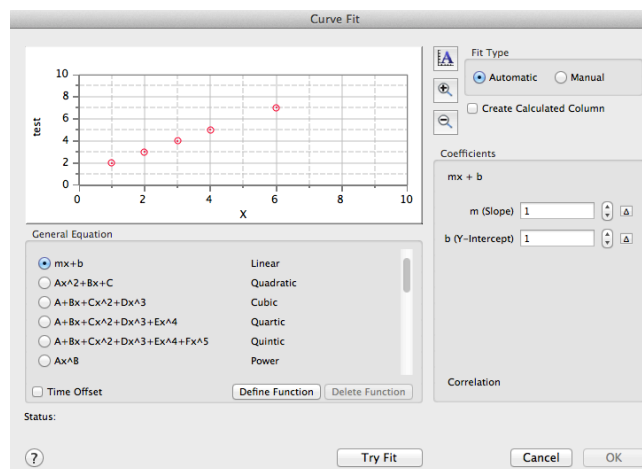 Curve Fit
10
8
6
4
2
0
test
0 2 4 6 8 10
X
Fit Type
Automatic Manual
Create Calculated Column
Coefficients
mx + b
m (Slope) 1 Δ
b (Y-Intercept) 1 Δ
Correlation
General Equation
mx+b Linear
Ax^2+Bx+C Quadratic
A+Bx+Cx^2+Dx^3 Cubic
A+Bx+Cx^2+Dx^3+Ex^4 Quartic
A+Bx+Cx^2+Dx^3+Ex^4+Fx^5 Quintic
Ax^B Power
Time Offset Define Function Delete Function
Status:
? Try Fit Cancel OK